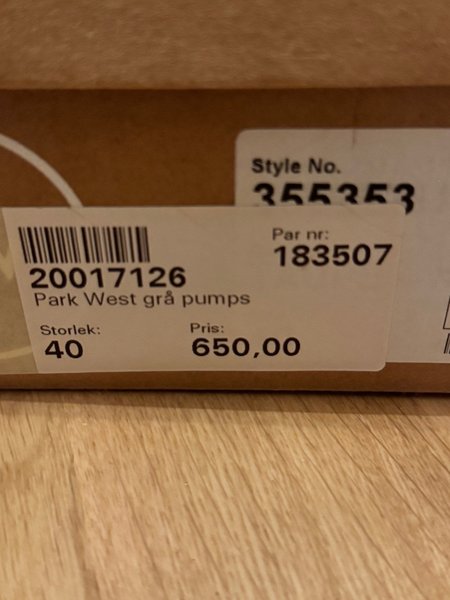 Style No.
355353
Par nr:
183507
20017126
Park West grå pumps
Storlek:
40
Pris:
650,00